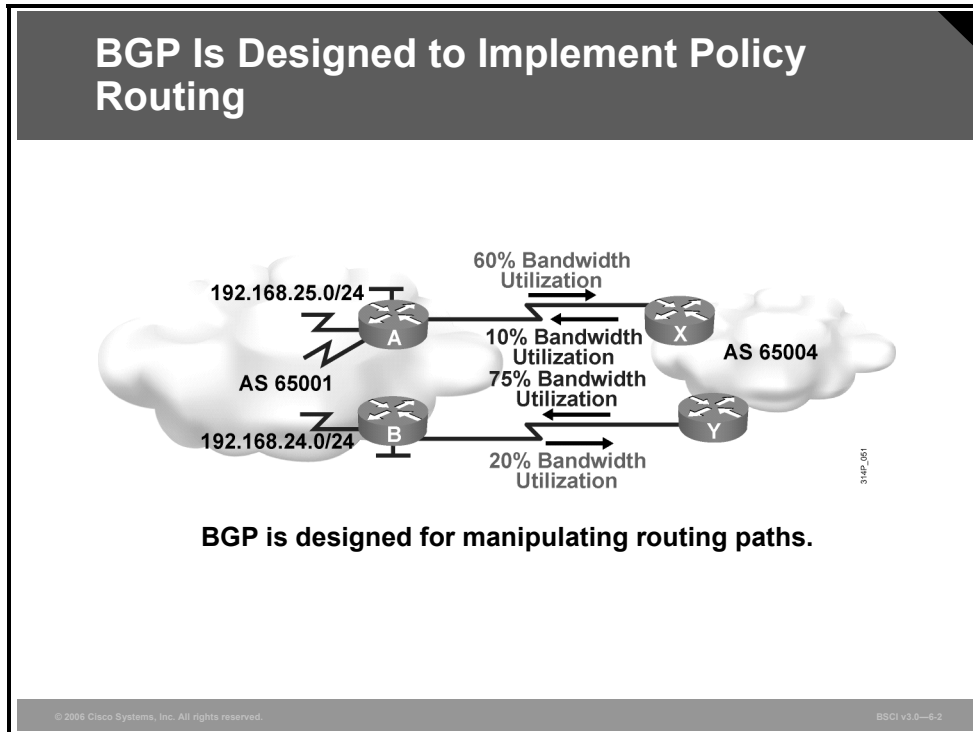 BGP Is Designed to Implement Policy
Routing
60% Bandwidth
Utilization
192.168.25.0/24
A
X
10% Bandwidth
Utilization
AS 65004
AS 65001
75% Bandwidth
Utilization
192.168.24.0/24
B
Y
20% Bandwidth
Utilization
314P_051
BGP is designed for manipulating routing paths.
© 2006 Cisco Systems, Inc. All rights reserved.
BSCI v3.0—6-2